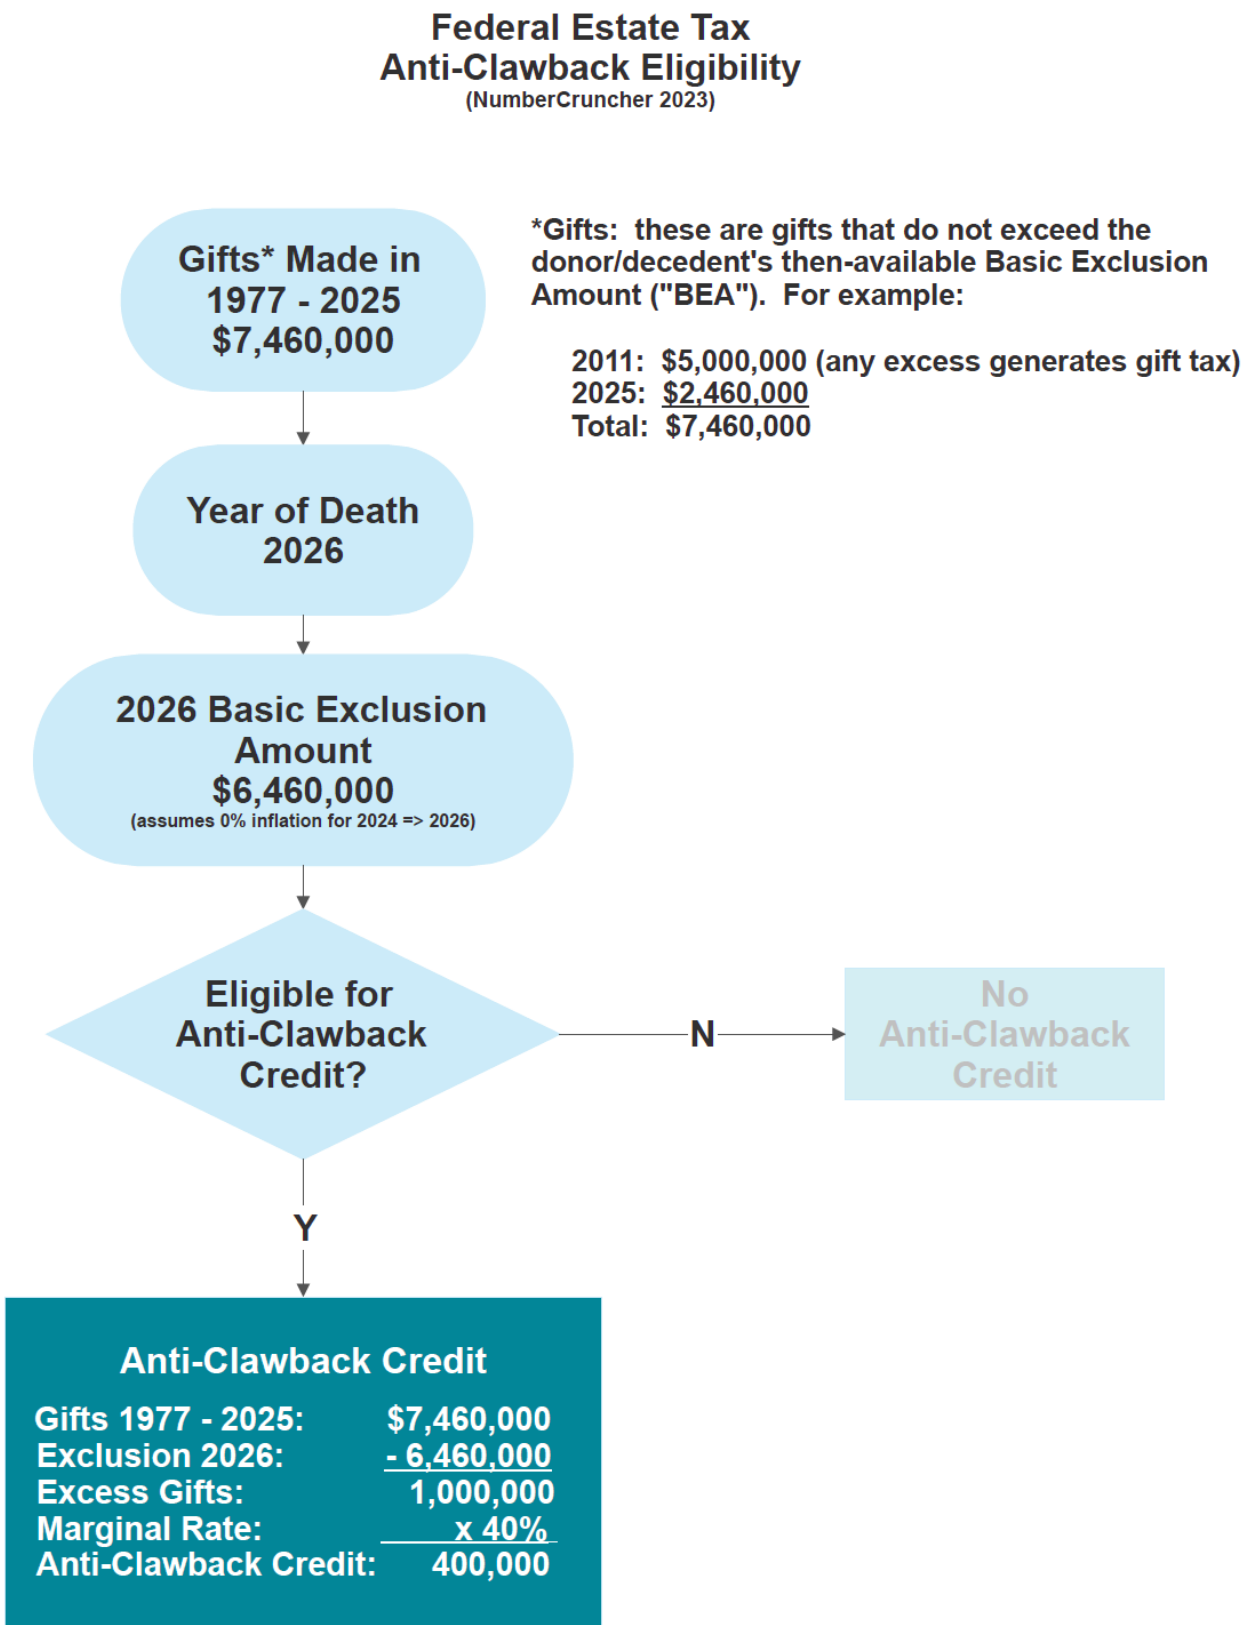 Federal Estate Tax
Anti-Clawback Eligibility
(NumberCruncher 2023)
Gifts* Made in
1977 - 2025
$7,460,000
*Gifts:  these are gifts that do not exceed the
donor/decedent's then-available Basic Exclusion
Amount ("BEA").  For example:
2011:  $5,000,000 (any excess generates gift tax)
2025:  $2,460,000
Total:  $7,460,000
Year of Death
2026
2026 Basic Exclusion
Amount
$6,460,000
(assumes 0% inflation for 2024 => 2026)
Eligible for
Anti-Clawback
Credit?
N
No
Anti-Clawback
Credit
Y
Anti-Clawback Credit
Gifts 1977 - 2025: $7,460,000
Exclusion 2026: - 6,460,000
Excess Gifts: 1,000,000
Marginal Rate: x 40%
Anti-Clawback Credit: 400,000